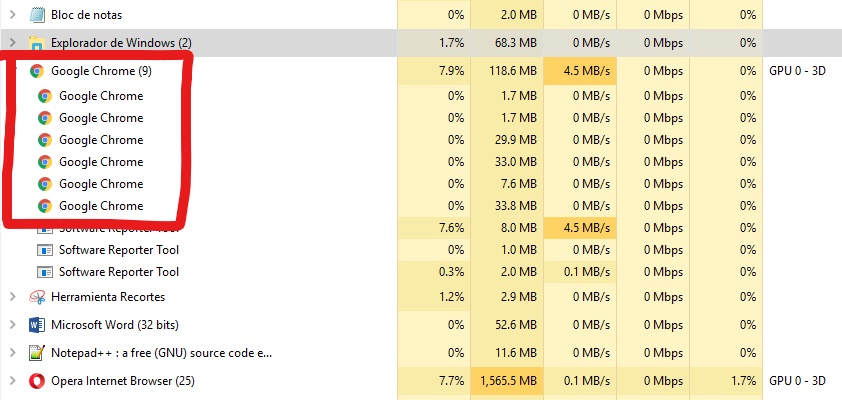 Bloc de notas 0% 2.0 MB 0 MB/s 0 Mbps 0%
Explorador de Windows (2) 1.7% 68.3 MB 0 MB/s 0 Mbps 0%
Google Chrome (9) 7.9% 118.6 MB 4.5 MB/s 0 Mbps 0% GPU 0 - 3D
Google Chrome 0% 1.7 MB 0 MB/s 0 Mbps 0%
Google Chrome 0% 1.7 MB 0 MB/s 0 Mbps 0%
Google Chrome 0% 29.9 MB 0 MB/s 0 Mbps 0%
Google Chrome 0% 33.0 MB 0 MB/s 0 Mbps 0%
Google Chrome 0% 7.6 MB 0 MB/s 0 Mbps 0%
Google Chrome 0% 33.8 MB 0 MB/s 0 Mbps 0%
Software Reporter Tool 7.6% 8.0 MB 4.5 MB/s 0 Mbps 0%
Software Reporter Tool 0% 1.0 MB 0 MB/s 0 Mbps 0%
Software Reporter Tool 0.3% 2.0 MB 0.1 MB/s 0 Mbps 0%
Herramienta Recortes 1.2% 2.9 MB 0 MB/s 0 Mbps 0%
Microsoft Word (32 bits) 0% 52.6 MB 0 MB/s 0 Mbps 0%
Notepad++ : a free (GNU) source code e... 0% 11.6 MB 0 MB/s 0 Mbps 0%
Opera Internet Browser (25) 7.7% 1,565.5 MB 0.1 MB/s 0 Mbps 1.7% GPU 0 - 3D